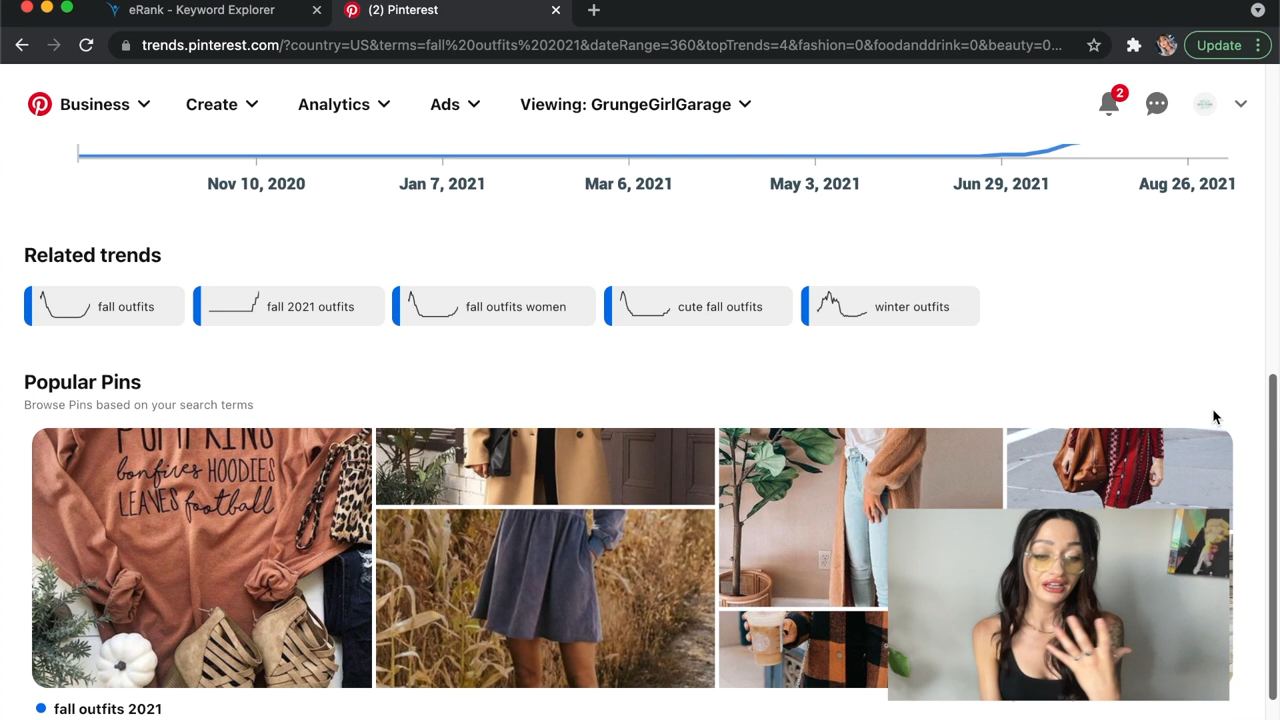 eRank - Keyword Explorer
(2) Pinterest
trends.pinterest.com/?country=US&terms=fall%20outfits%202021&dateRange=360&topTrends=4&fashion=0&foodanddrink=0&beauty=0...
Update
Business
Create
Analytics
Ads
Viewing: GrungeGirlGarage
2
Nov 10, 2020
Jan 7, 2021
Mar 6, 2021
May 3, 2021
Jun 29, 2021
Aug 26, 2021
Related trends
fall outfits
fall 2021 outfits
fall outfits women
cute fall outfits
winter outfits
Popular Pins
Browse Pins based on your search terms
PUMPKINS
bonfires HOODIES
LEAVES football
fall outfits 2021